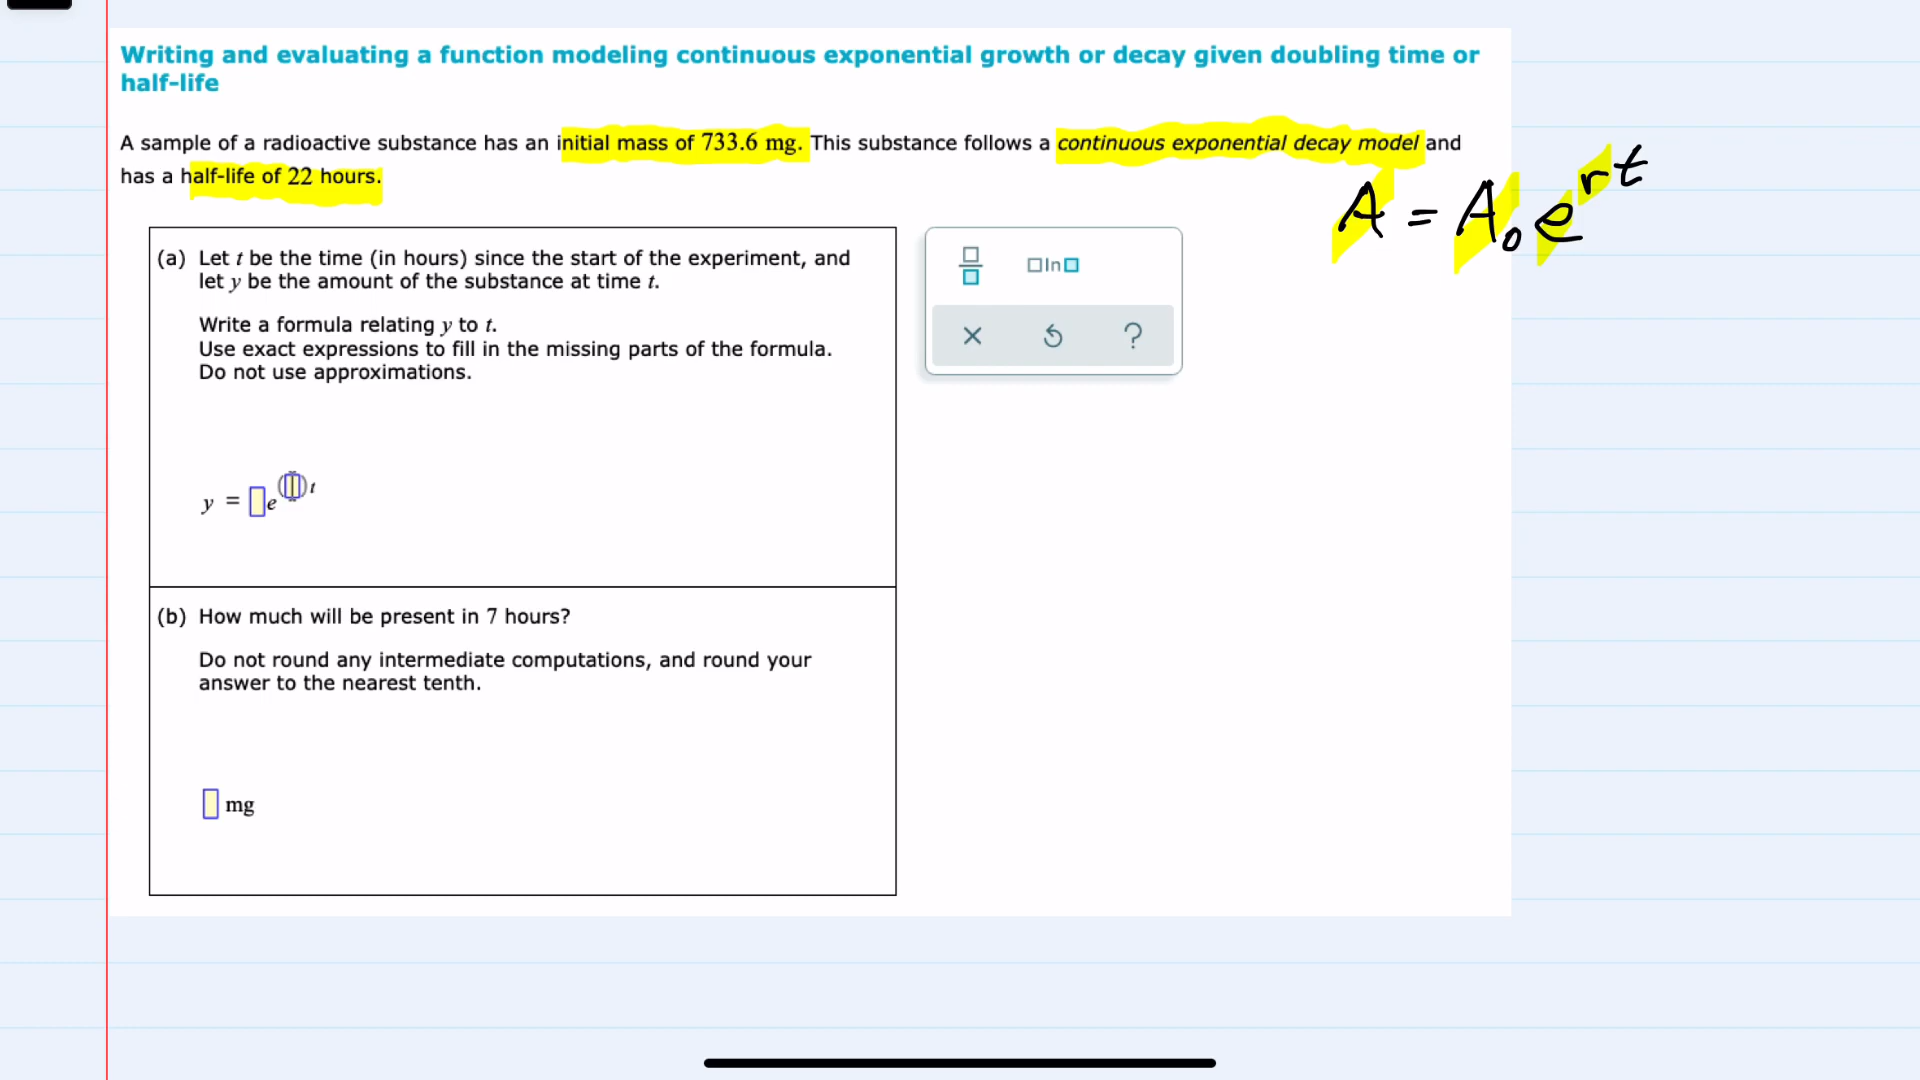 Writing and evaluating a function modeling continuous exponential growth or decay given doubling time or
half-life
A sample of a radioactive substance has an initial mass of 733.6 mg. This substance follows a continuous exponential decay model and
has a half-life of 22 hours.
A = A₀e^rt
(a) Let t be the time (in hours) since the start of the experiment, and
let y be the amount of the substance at time t.
Write a formula relating y to t.
Use exact expressions to fill in the missing parts of the formula.
Do not use approximations.
y = □e^(□)t
(b) How much will be present in 7 hours?
Do not round any intermediate computations, and round your
answer to the nearest tenth.
□ mg
□ln□
× ?